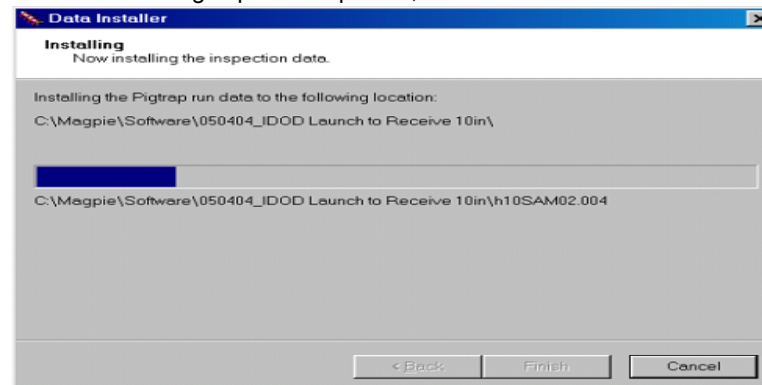 Data Installer
Installing
Now installing the inspection data.
Installing the Pigtrap run data to the following location:
C:\Magpie\Software\050404_IDOD Launch to Receive 10in\
C:\Magpie\Software\050404_IDOD Launch to Receive 10in\h10SAM02.004
< Back Finish Cancel